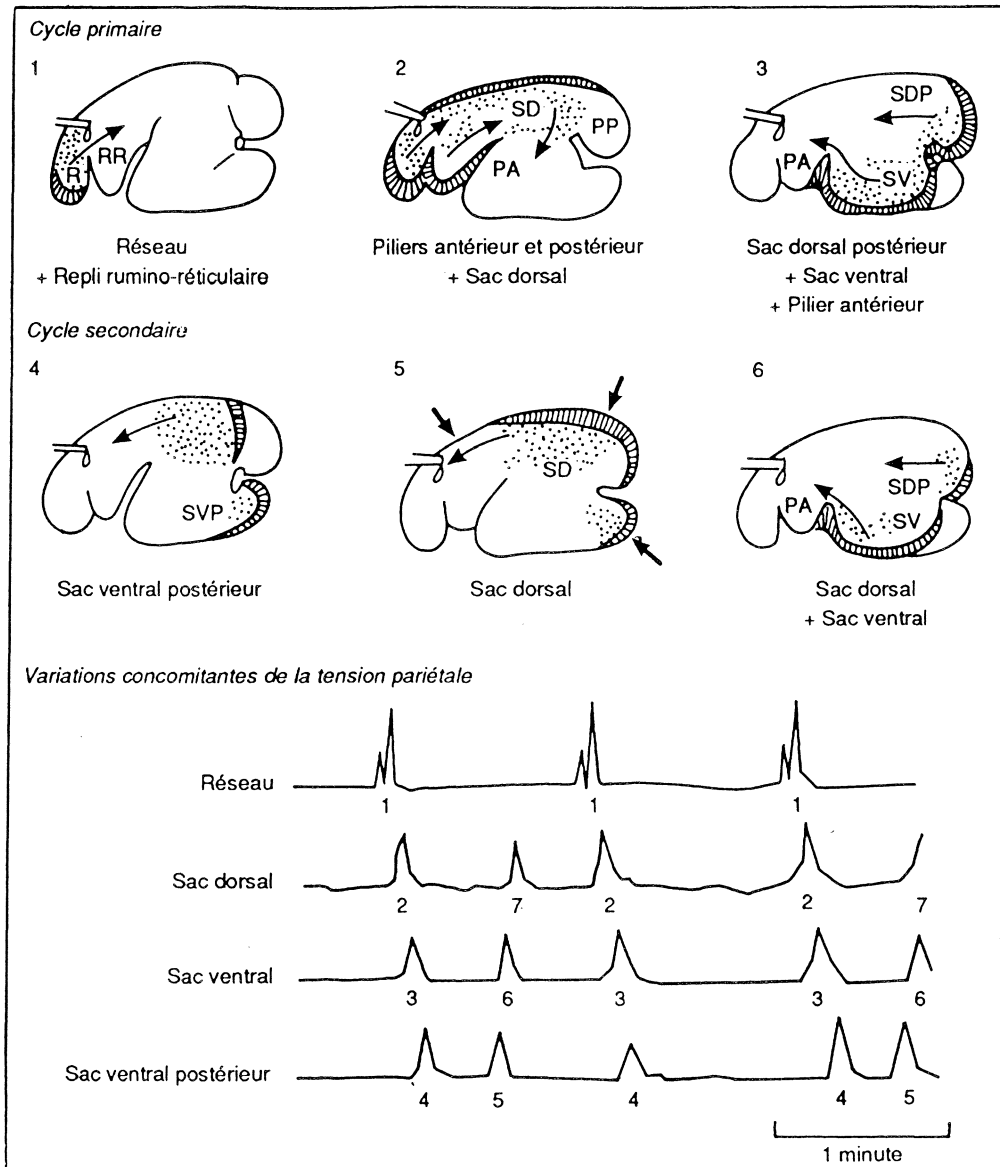 Cycle primaire
1
2
3
R
RR
SD
PP
PA
SDP
PA
SV
Réseau
+ Repli rumino-réticulaire
Piliers antérieur et postérieur
+ Sac dorsal
Sac dorsal postérieur
+ Sac ventral
+ Pilier antérieur
Cycle secondaire
4
5
6
SVP
SD
SDP
PA
SV
Sac ventral postérieur
Sac dorsal
Sac dorsal
+ Sac ventral
Variations concomitantes de la tension pariétale
Réseau
1 1 1
Sac dorsal
2 7 2 2 7
Sac ventral
3 6 3 3 6
Sac ventral postérieur
4 5 4 4 5
1 minute